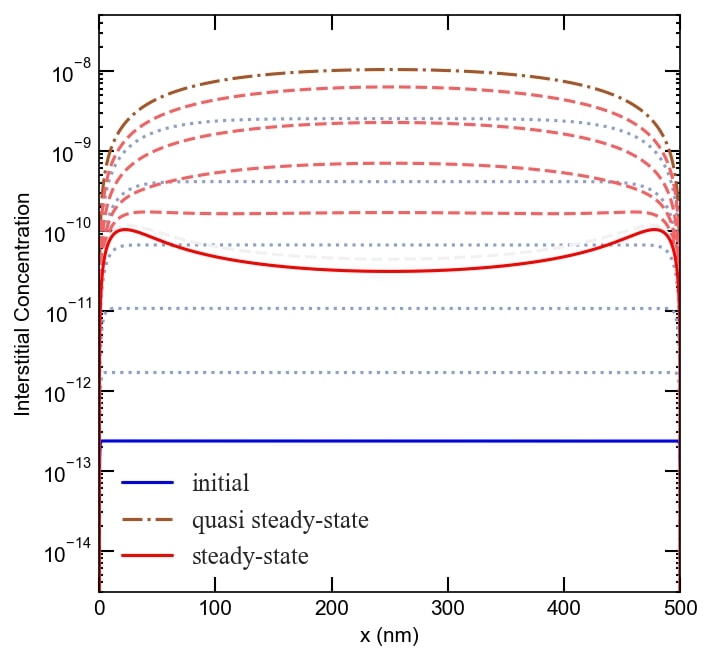 Interstitial Concentration
10⁻⁸
10⁻⁹
10⁻¹⁰
10⁻¹¹
10⁻¹²
10⁻¹³
10⁻¹⁴
initial
quasi steady-state
steady-state
0 100 200 300 400 500
x (nm)